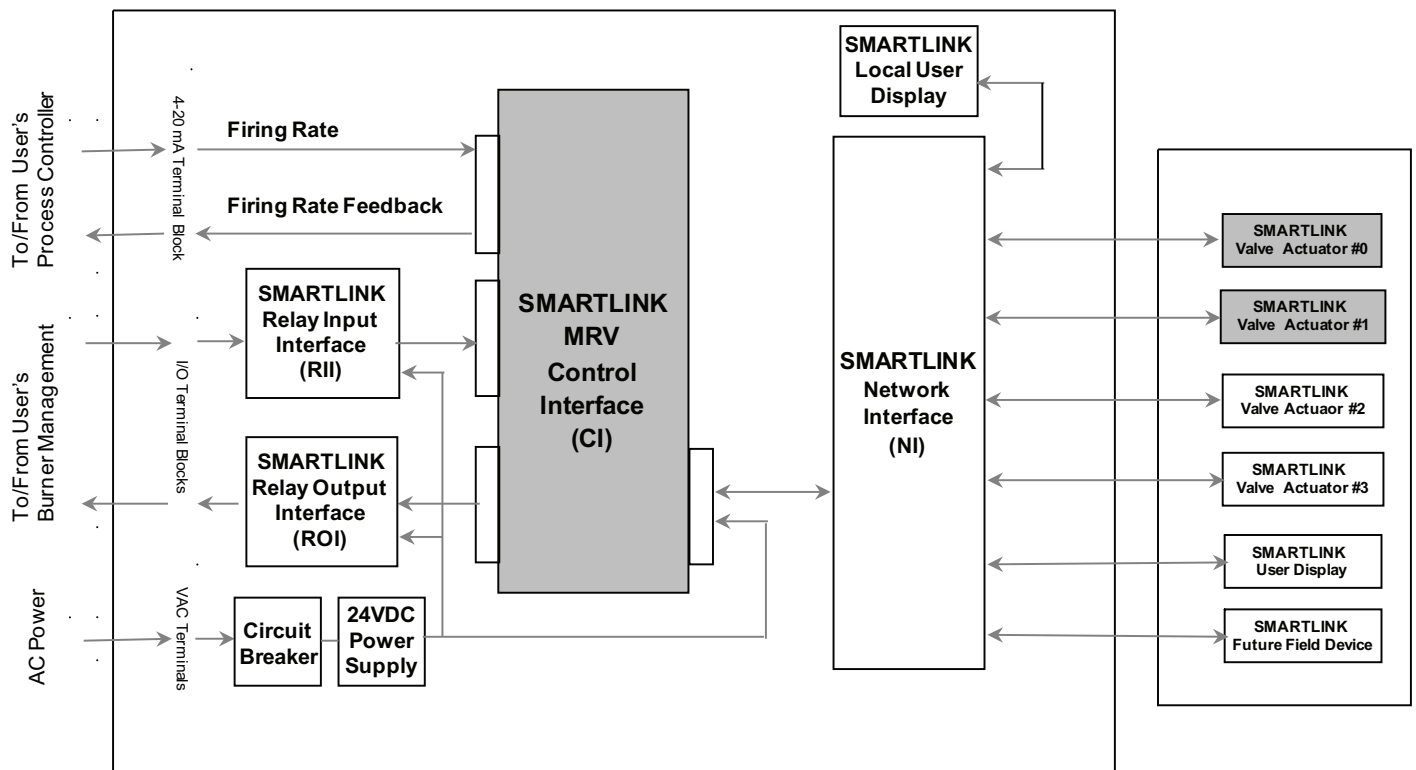 To/From User's
Process Controller
4-20 mA Terminal Block
Firing Rate
Firing Rate Feedback
To/From User's
Burner Management
I/O Terminal Blocks
SMARTLINK
Relay Input
Interface
(RII)
SMARTLINK
Relay Output
Interface
(ROI)
AC Power
VAC Terminals
Circuit
Breaker
24VDC
Power
Supply
SMARTLINK
MRV
Control
Interface
(CI)
SMARTLINK
Local User
Display
SMARTLINK
Network
Interface
(NI)
SMARTLINK
Valve Actuator #0
SMARTLINK
Valve Actuator #1
SMARTLINK
Valve Actuaor #2
SMARTLINK
Valve Actuator #3
SMARTLINK
User Display
SMARTLINK
Future Field Device